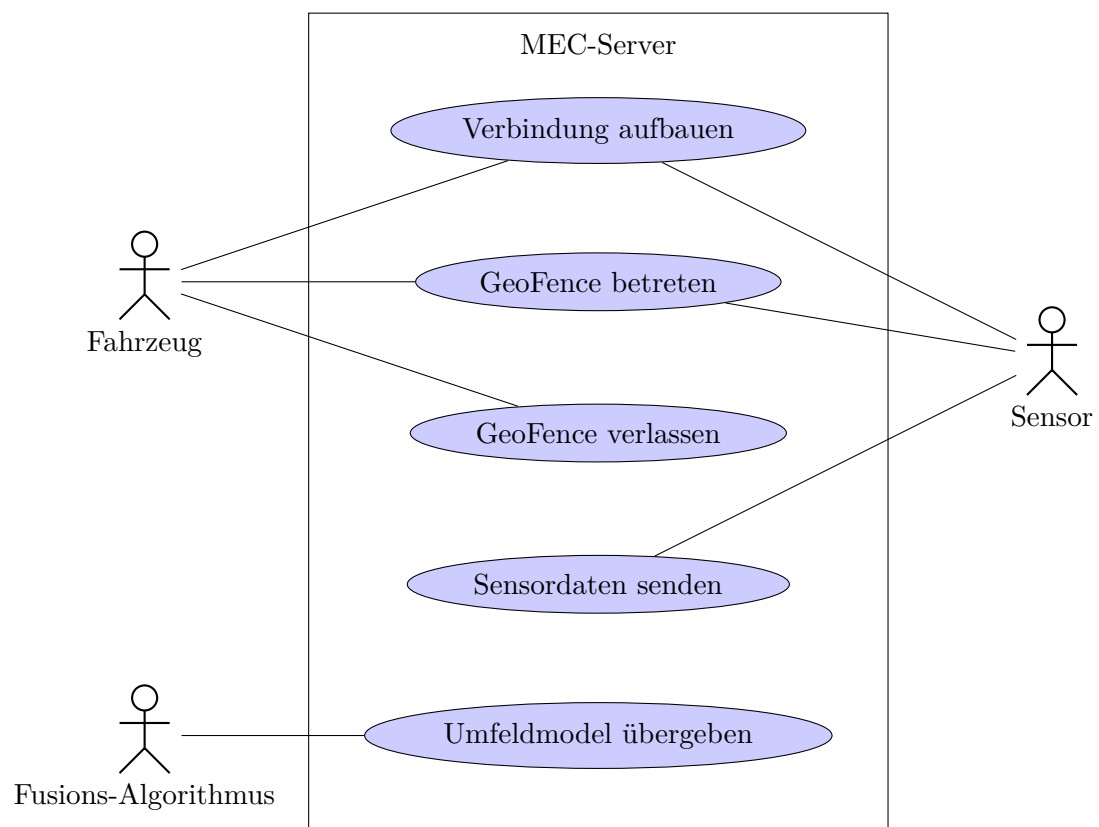 MEC-Server
Verbindung aufbauen
GeoFence betreten
Fahrzeug
Sensor
GeoFence verlassen
Sensordaten senden
Umfeldmodel übergeben
Fusions-Algorithmus